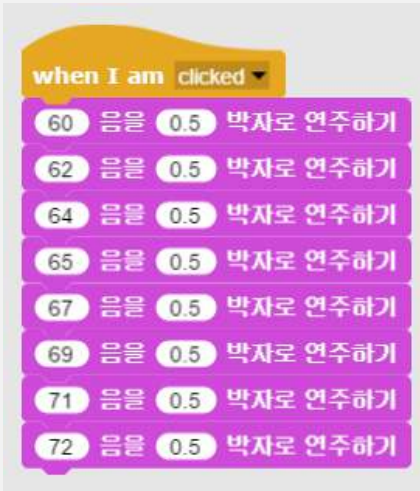 when I am clicked
60 음을 0.5 박자로 연주하기
62 음을 0.5 박자로 연주하기
64 음을 0.5 박자로 연주하기
65 음을 0.5 박자로 연주하기
67 음을 0.5 박자로 연주하기
69 음을 0.5 박자로 연주하기
71 음을 0.5 박자로 연주하기
72 음을 0.5 박자로 연주하기